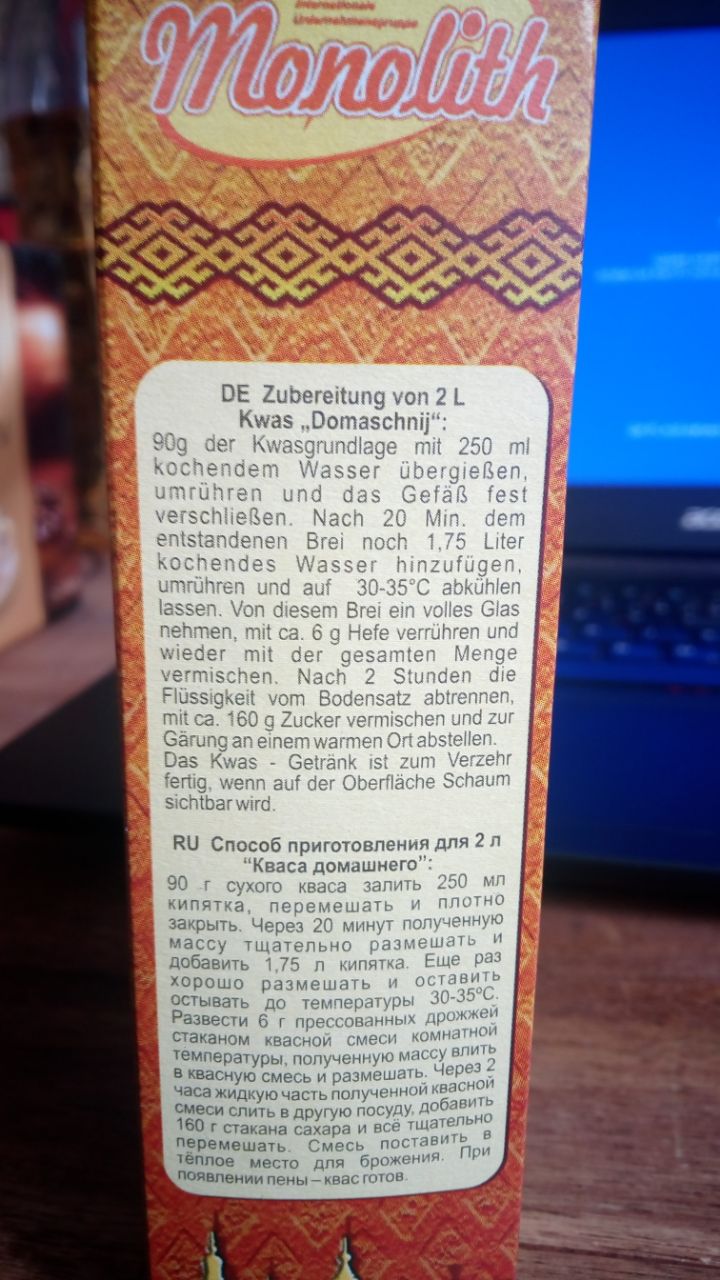 Internationale
Unternehmensgruppe
Monolith
DE Zubereitung von 2 L
Kwas „Domaschnij“:
90g der Kwasgrundlage mit 250 ml
kochendem Wasser übergießen,
umrühren und das Gefäß fest
verschließen. Nach 20 Min. dem
entstandenen Brei noch 1,75 Liter
kochendes Wasser hinzufügen,
umrühren und auf 30-35°C abkühlen
lassen. Von diesem Brei ein volles Glas
nehmen, mit ca. 6 g Hefe verrühren und
wieder mit der gesamten Menge
vermischen. Nach 2 Stunden die
Flüssigkeit vom Bodensatz abtrennen,
mit ca. 160 g Zucker vermischen und zur
Gärung an einem warmen Ort abstellen.
Das Kwas - Getränk ist zum Verzehr
fertig, wenn auf der Oberfläche Schaum
sichtbar wird.
RU Способ приготовления для 2 л
“Кваса домашнего”:
90 г сухого кваса залить 250 мл
кипятка, перемешать и плотно
закрыть. Через 20 минут полученную
массу тщательно размешать и
добавить 1,75 л кипятка. Еще раз
хорошо размешать и оставить
остывать до температуры 30-35ºС.
Развести 6 г прессованных дрожжей
стаканом квасной смеси комнатной
температуры, полученную массу влить
в квасную смесь и размешать. Через 2
часа жидкую часть полученной квасной
смеси слить в другую посуду, добавить
160 г стакана сахара и всё тщательно
перемешать. Смесь поставить в
тёплое место для брожения. При
появлении пены – квас готов.